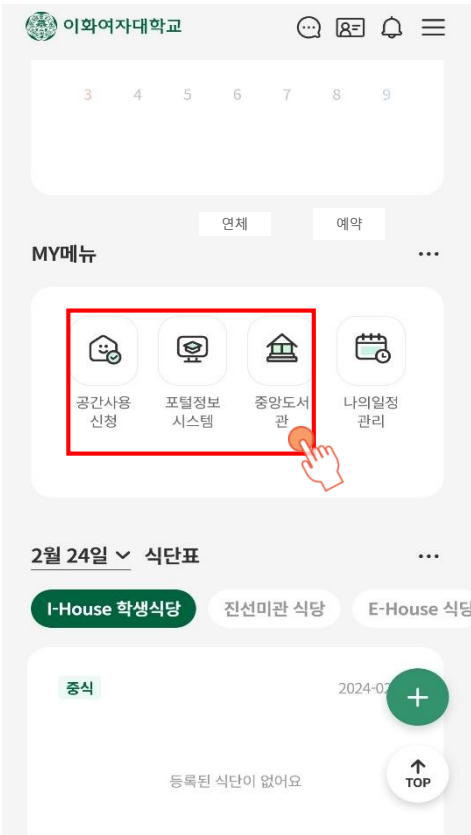 이화여자대학교
3 4 5 6 7 8 9
연체 예약
MY메뉴
공간사용 신청
포털정보 시스템
중앙도서관
나의일정 관리
2월 24일 식단표
I-House 학생식당 진선미관 식당 E-House 식당
중식 2024-02
등록된 식단이 없어요
TOP